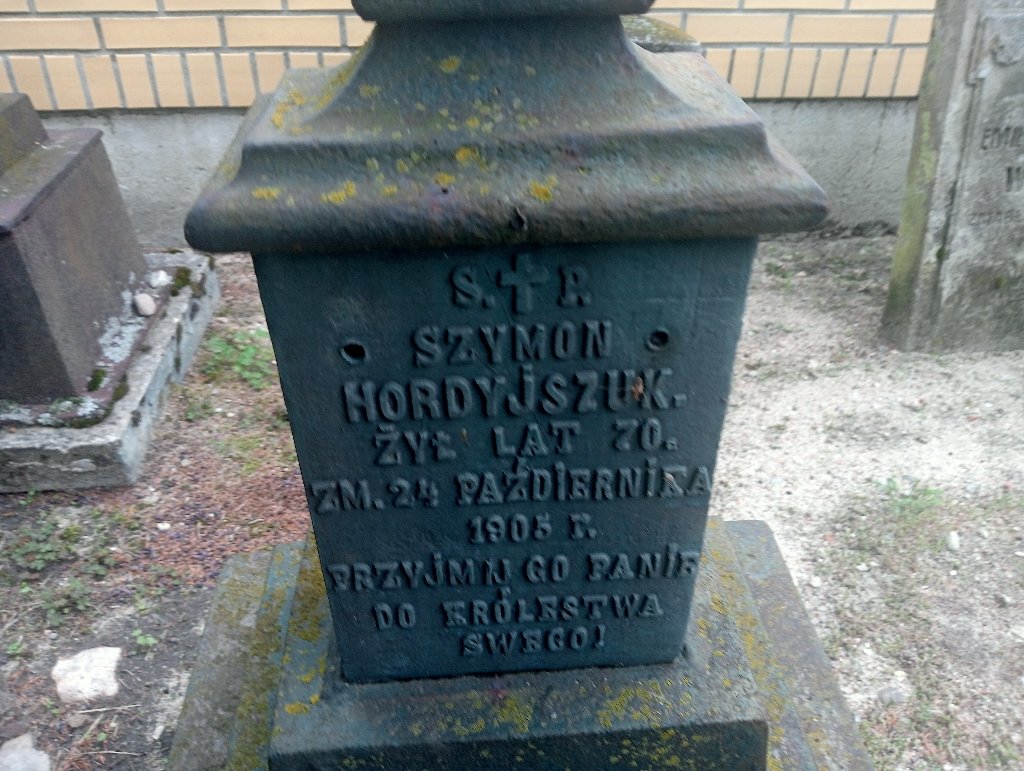 S. ✝ P.
SZYMON
HORDYJSZUK.
ŻYŁ LAT 70.
ZM. 24 PAŹDIERNIKA
1905 r.
PRZYJMIJ GO PANIE
DO KRÓLESTWA
SWEGO!